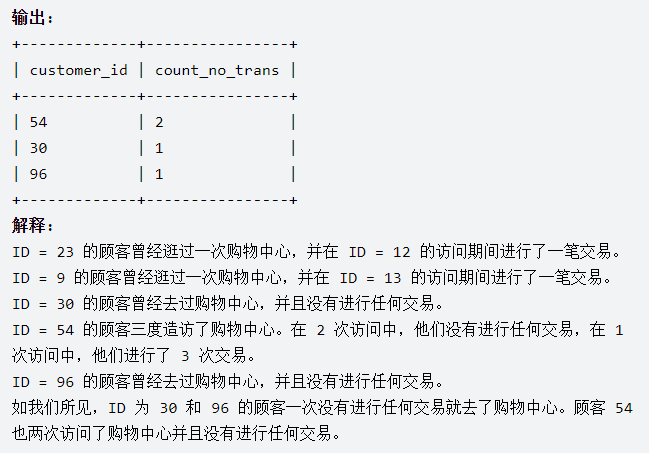 输出：
+-------------+----------------+
| customer_id | count_no_trans |
+-------------+----------------+
| 54          | 2              |
| 30          | 1              |
| 96          | 1              |
+-------------+----------------+
解释：
ID = 23 的顾客曾经逛过一次购物中心，并在 ID = 12 的访问期间进行了一笔交易。
ID = 9 的顾客曾经逛过一次购物中心，并在 ID = 13 的访问期间进行了一笔交易。
ID = 30 的顾客曾经去过购物中心，并且没有进行任何交易。
ID = 54 的顾客三度造访了购物中心。在 2 次访问中，他们没有进行任何交易，在 1
次访问中，他们进行了 3 次交易。
ID = 96 的顾客曾经去过购物中心，并且没有进行任何交易。
如我们所见，ID 为 30 和 96 的顾客一次没有进行任何交易就去了购物中心。顾客 54
也两次访问了购物中心并且没有进行任何交易。